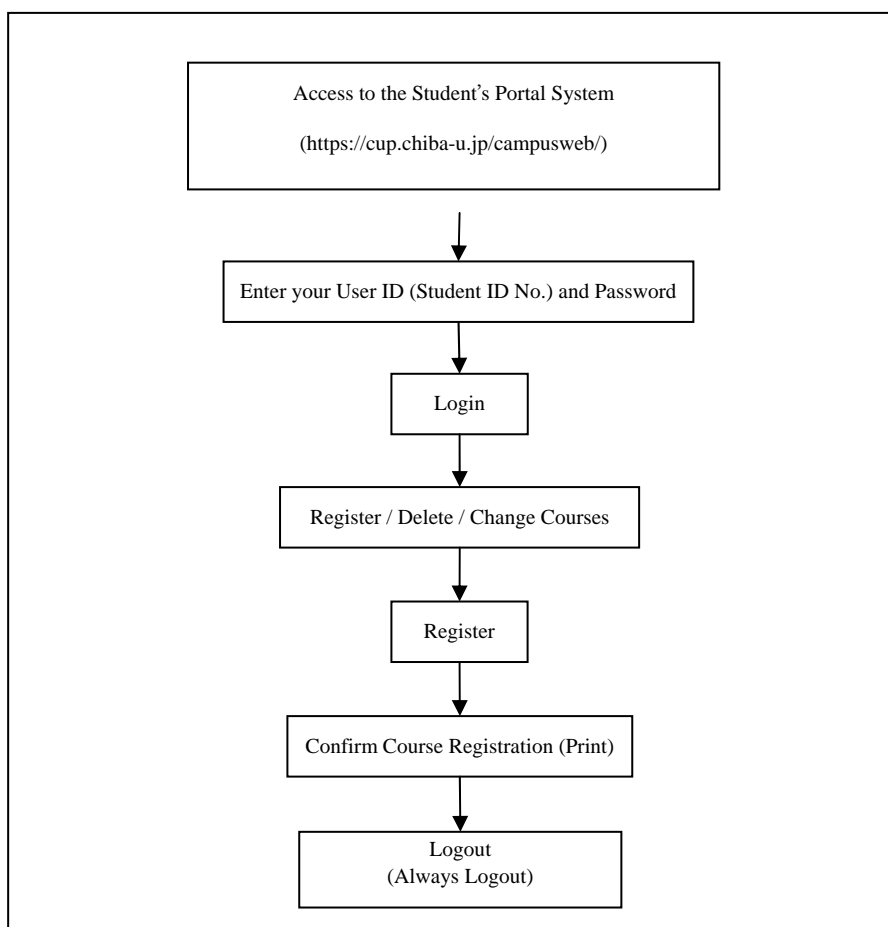 Access to the Student's Portal System
(https://cup.chiba-u.jp/campusweb/)
Enter your User ID (Student ID No.) and Password
Login
Register / Delete / Change Courses
Register
Confirm Course Registration (Print)
Logout
(Always Logout)